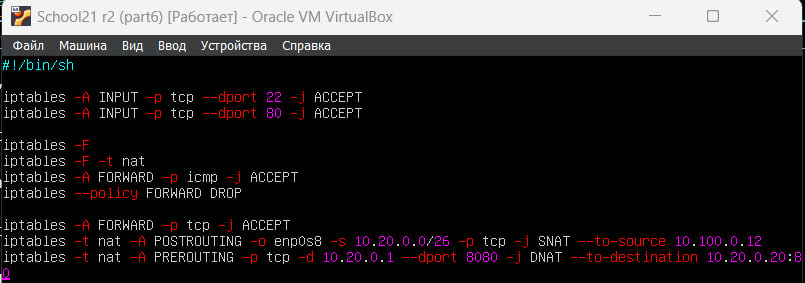 School21 r2 (part6) [Работает] - Oracle VM VirtualBox
Файл Машина Вид Ввод Устройства Справка
#!/bin/sh
iptables -A INPUT -p tcp --dport 22 -j ACCEPT
iptables -A INPUT -p tcp --dport 80 -j ACCEPT
iptables -F
iptables -F -t nat
iptables -A FORWARD -p icmp -j ACCEPT
iptables --policy FORWARD DROP
iptables -A FORWARD -p tcp -j ACCEPT
iptables -t nat -A POSTROUTING -o enp0s8 -s 10.20.0.0/26 -p tcp -j SNAT --to-source 10.100.0.12
iptables -t nat -A PREROUTING -p tcp -d 10.20.0.1 --dport 8080 -j DNAT --to-destination 10.20.0.20:8
0